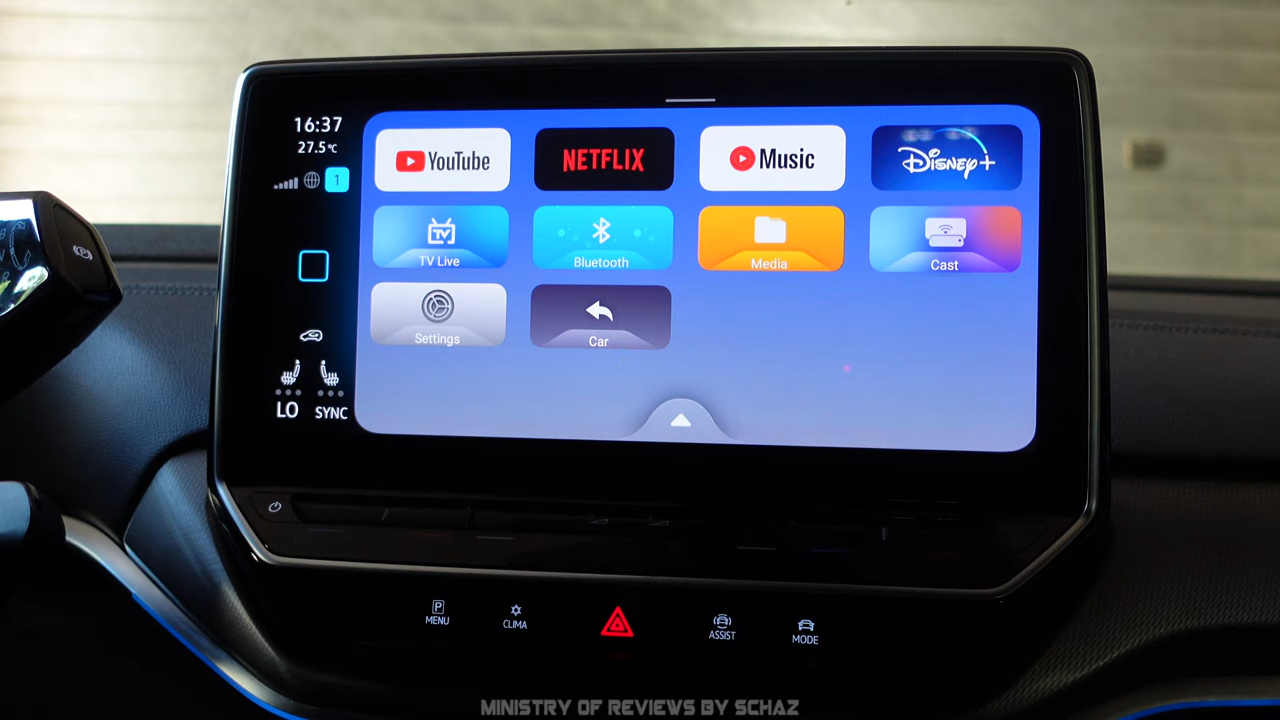 16:37
27.5°C
1
YouTube
NETFLIX
Music
Disney+
TV
TV Live
Bluetooth
Media
Cast
Settings
Car
LO
SYNC
P
MENU
CLIMA
ASSIST
MODE
MINISTRY OF REVIEWS BY SCHAZ